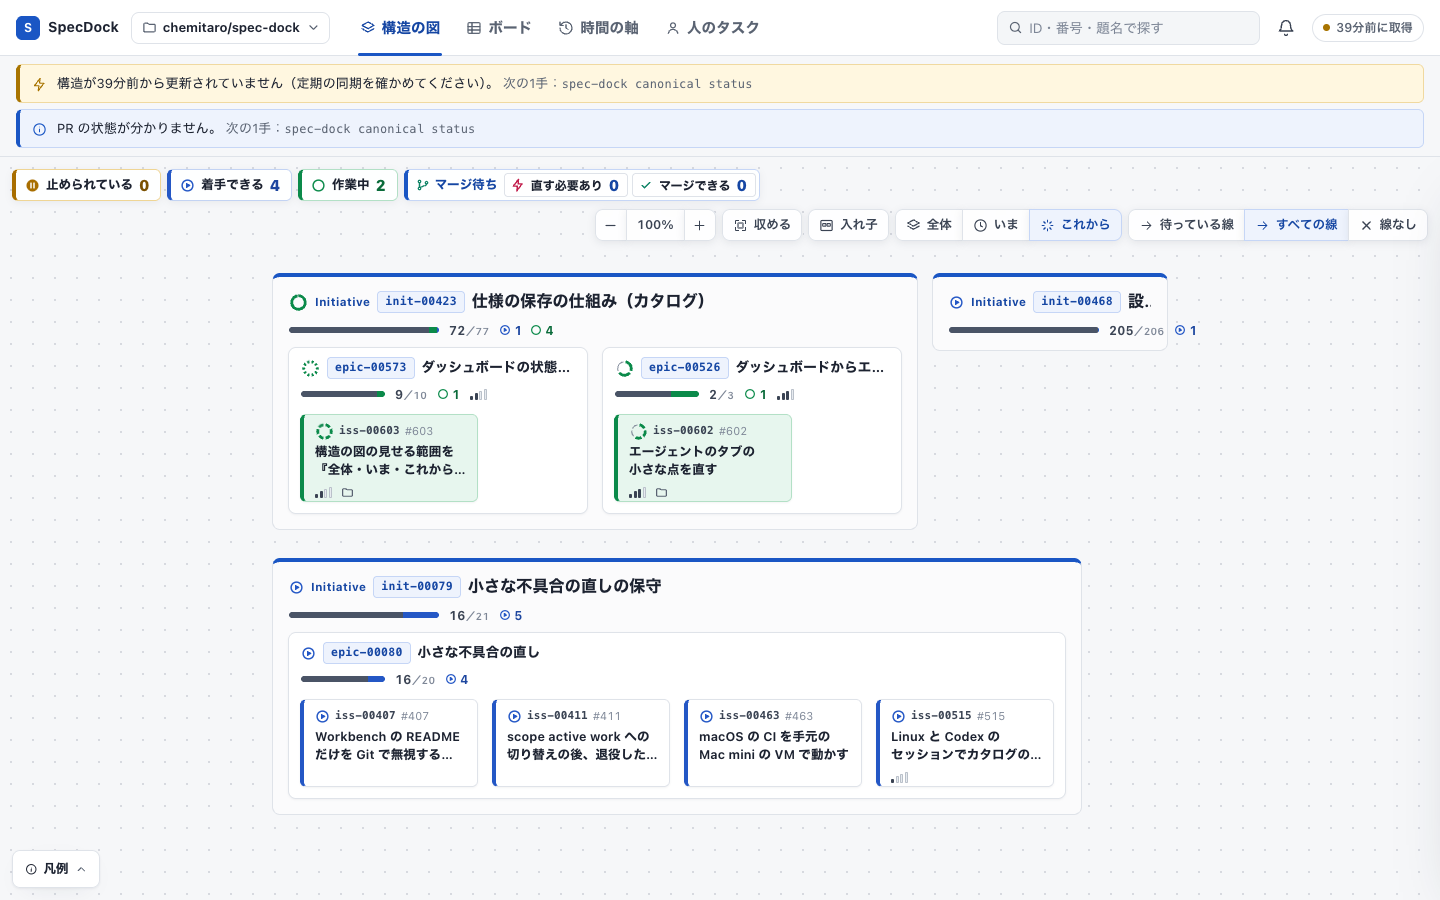 S SpecDock chemitaro/spec-dock 構造の図 ボード 時間の軸 人のタスク ID・番号・題名で探す 39分前に取得
構造が39分前から更新されていません（定期の同期を確かめてください）。 次の1手：spec-dock canonical status
PR の状態が分かりません。 次の1手：spec-dock canonical status
止められている 0 着手できる 4 作業中 2 マージ待ち 直す必要あり 0 マージできる 0
− 100% + 収める 入れ子 全体 いま これから 待っている線 すべての線 線なし
Initiative init-00423 仕様の保存の仕組み（カタログ）
72/77 1 4
Initiative init-00468 設…
205/206 1
epic-00573 ダッシュボードの状態…
9/10 1
epic-00526 ダッシュボードからエ…
2/3 1
iss-00603 #603
構造の図の見せる範囲を
『全体・いま・これから…
iss-00602 #602
エージェントのタブの
小さな点を直す
Initiative init-00079 小さな不具合の直しの保守
16/21 5
epic-00080 小さな不具合の直し
16/20 4
iss-00407 #407
Workbench の README
だけを Git で無視する…
iss-00411 #411
scope active work への
切り替えの後、退役した…
iss-00463 #463
macOS の CI を手元の
Mac mini の VM で動かす
iss-00515 #515
Linux と Codex の
セッションでカタログの…
凡例